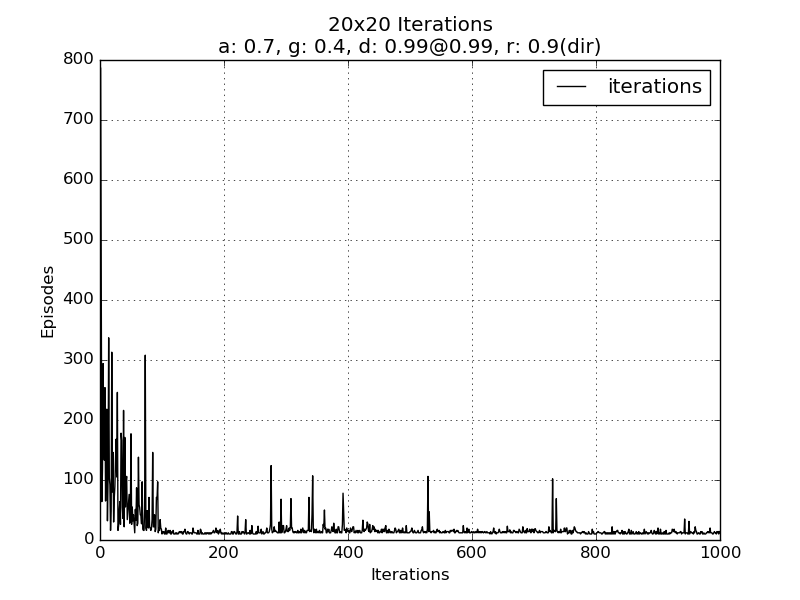 20x20 Iterations
a: 0.7, g: 0.4, d: 0.99@0.99, r: 0.9(dir)
iterations
800
700
600
500
400
300
200
100
0
Episodes
0 200 400 600 800 1000
Iterations